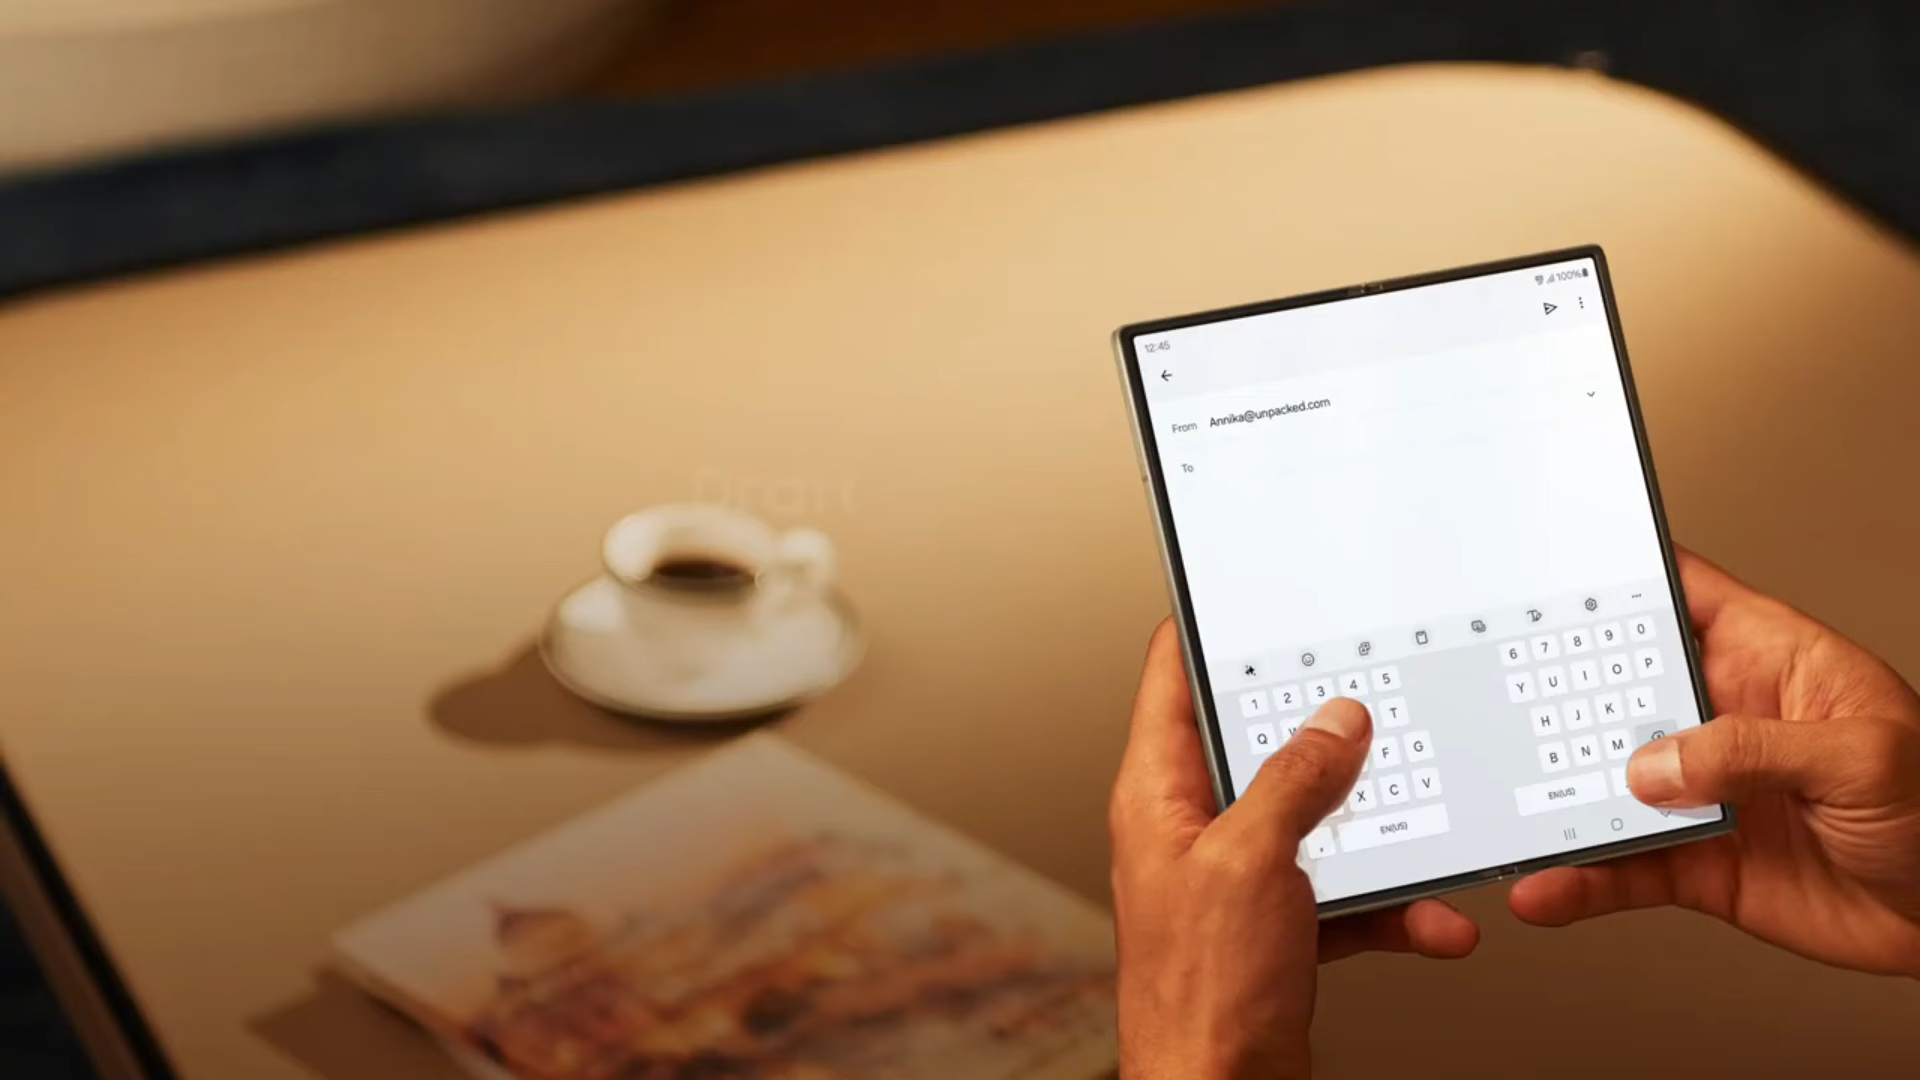 Draft
100%
12:45
From Annika@unpacked.com
To
1 2 3 4 5 6 7 8 9 0
Q T Y U I O P
F G H J K L
X C V B N M
, EN(US) EN(US)